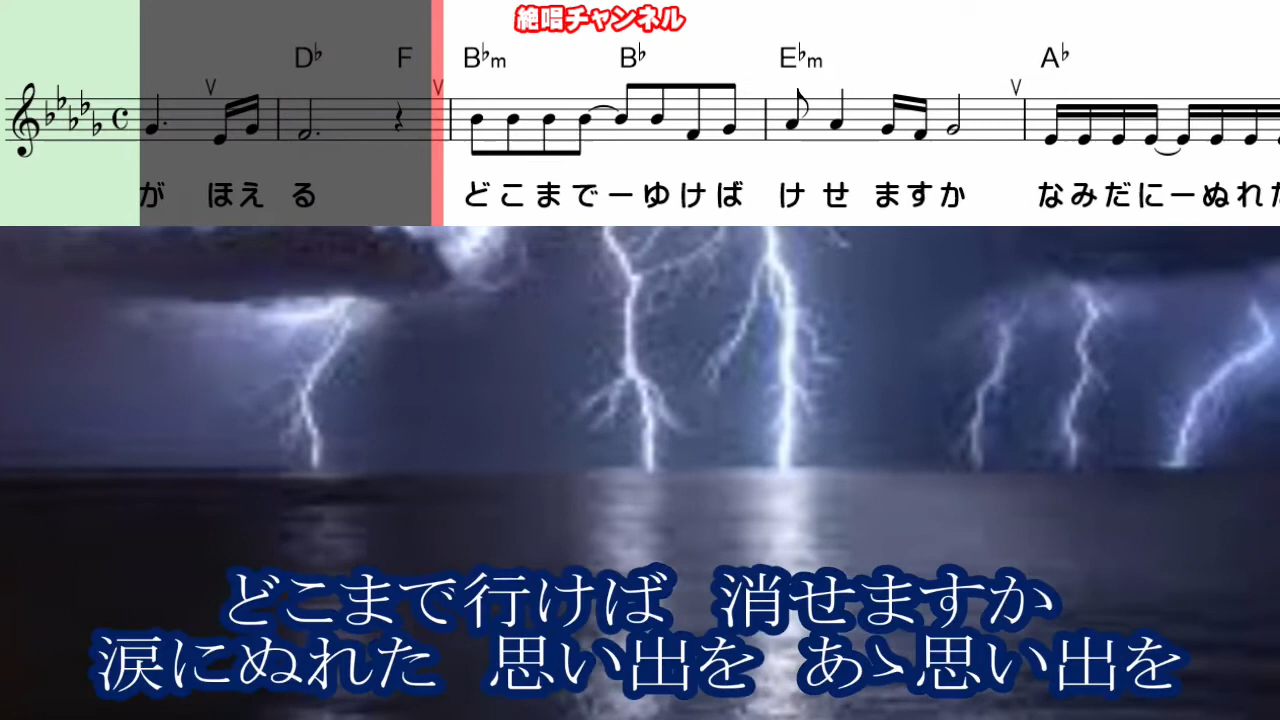 絶唱チャンネル
D♭ F B♭m B♭ E♭m A♭
が ほえ る どこまでーゆけば けせ ますか なみだにーぬれた
どこまで行けば 消せますか
涙にぬれた 思い出を あゝ思い出を